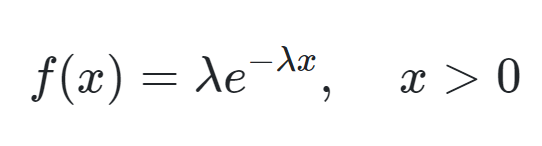 f(x) = λe^{−λx},   x > 0